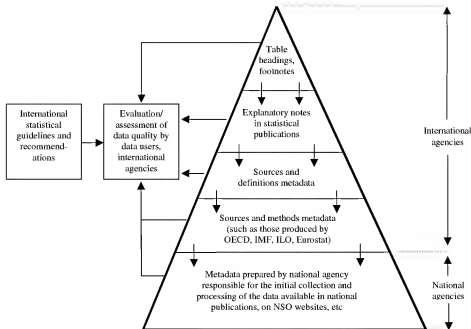 Table
headings,
footnotes
Explanatory notes
in statistical
publications
Sources and
definitions metadata
Sources and methods metadata
(such as those produced by
OECD, IMF, ILO, Eurostat)
Metadata prepared by national agency
responsible for the initial collection and
processing of the data available in national
publications, on NSO websites, etc
International
statistical
guidelines and
recommend-
ations
Evaluation/
assessment of
data quality by
data users,
international
agencies
International
agencies
National
agencies